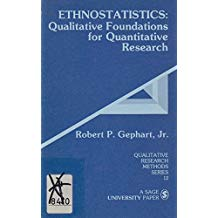 ETHNOSTATISTICS:
Qualitative Foundations
for Quantitative
Research
Robert P. Gephart, Jr.
QUALITATIVE
RESEARCH
METHODS
SERIES
12
A SAGE
UNIVERSITY PAPER